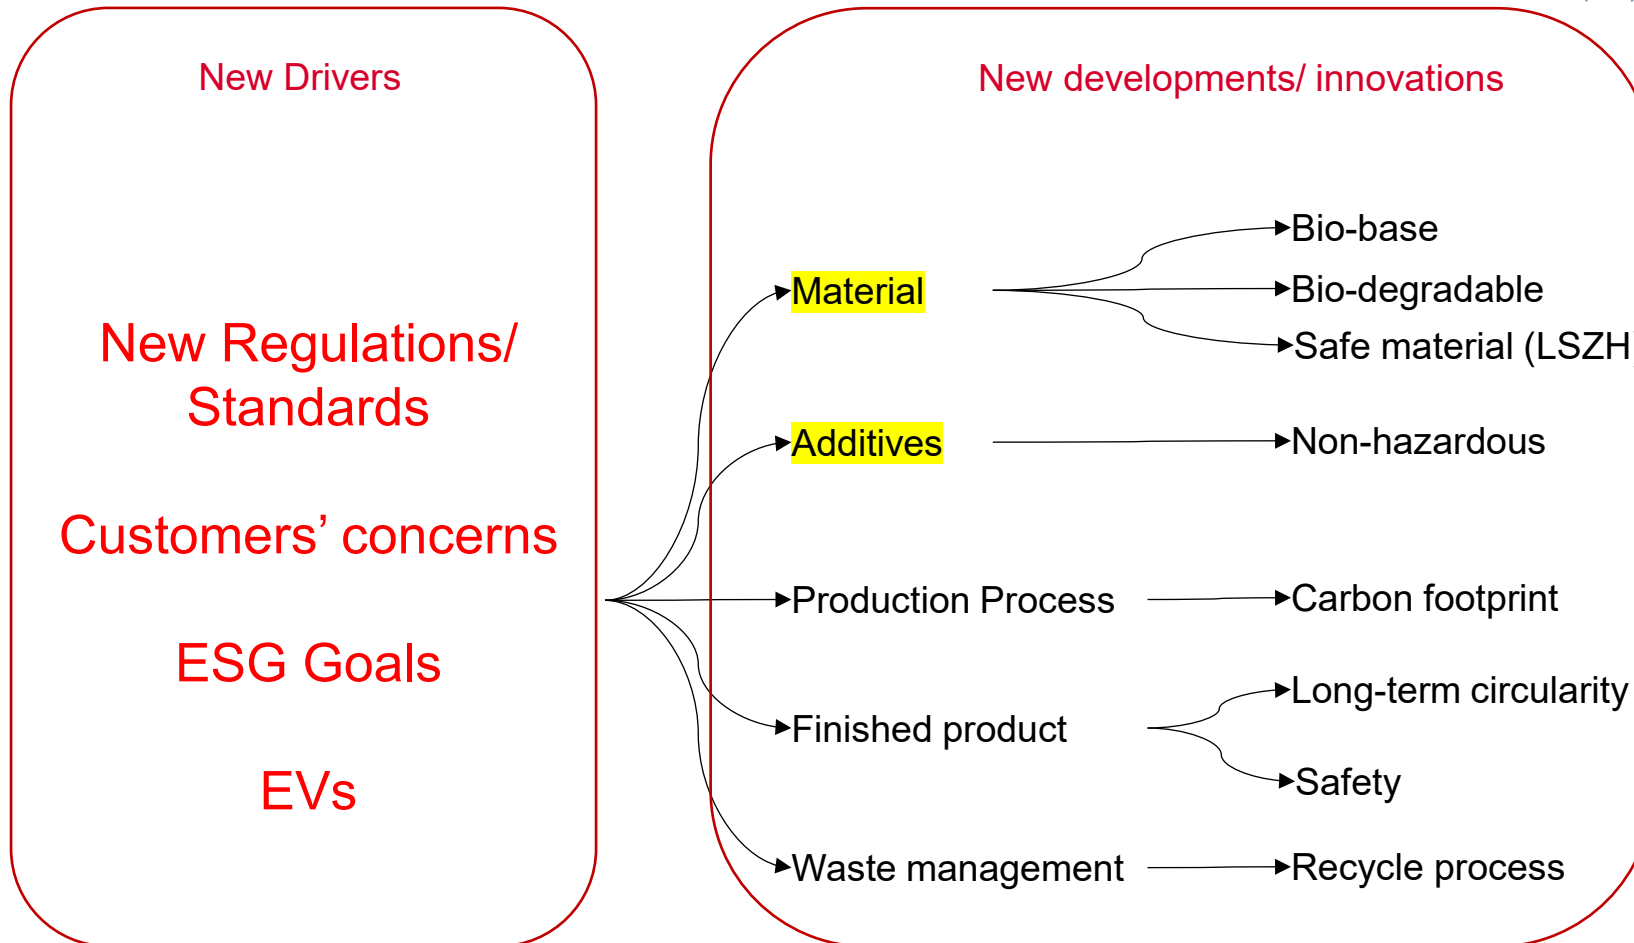 New Drivers
New Regulations/
Standards
Customers’ concerns
ESG Goals
EVs
New developments/ innovations
Material
Bio-base
Bio-degradable
Safe material (LSZH)
Additives
Non-hazardous
Production Process
Carbon footprint
Finished product
Long-term circularity
Safety
Waste management
Recycle process